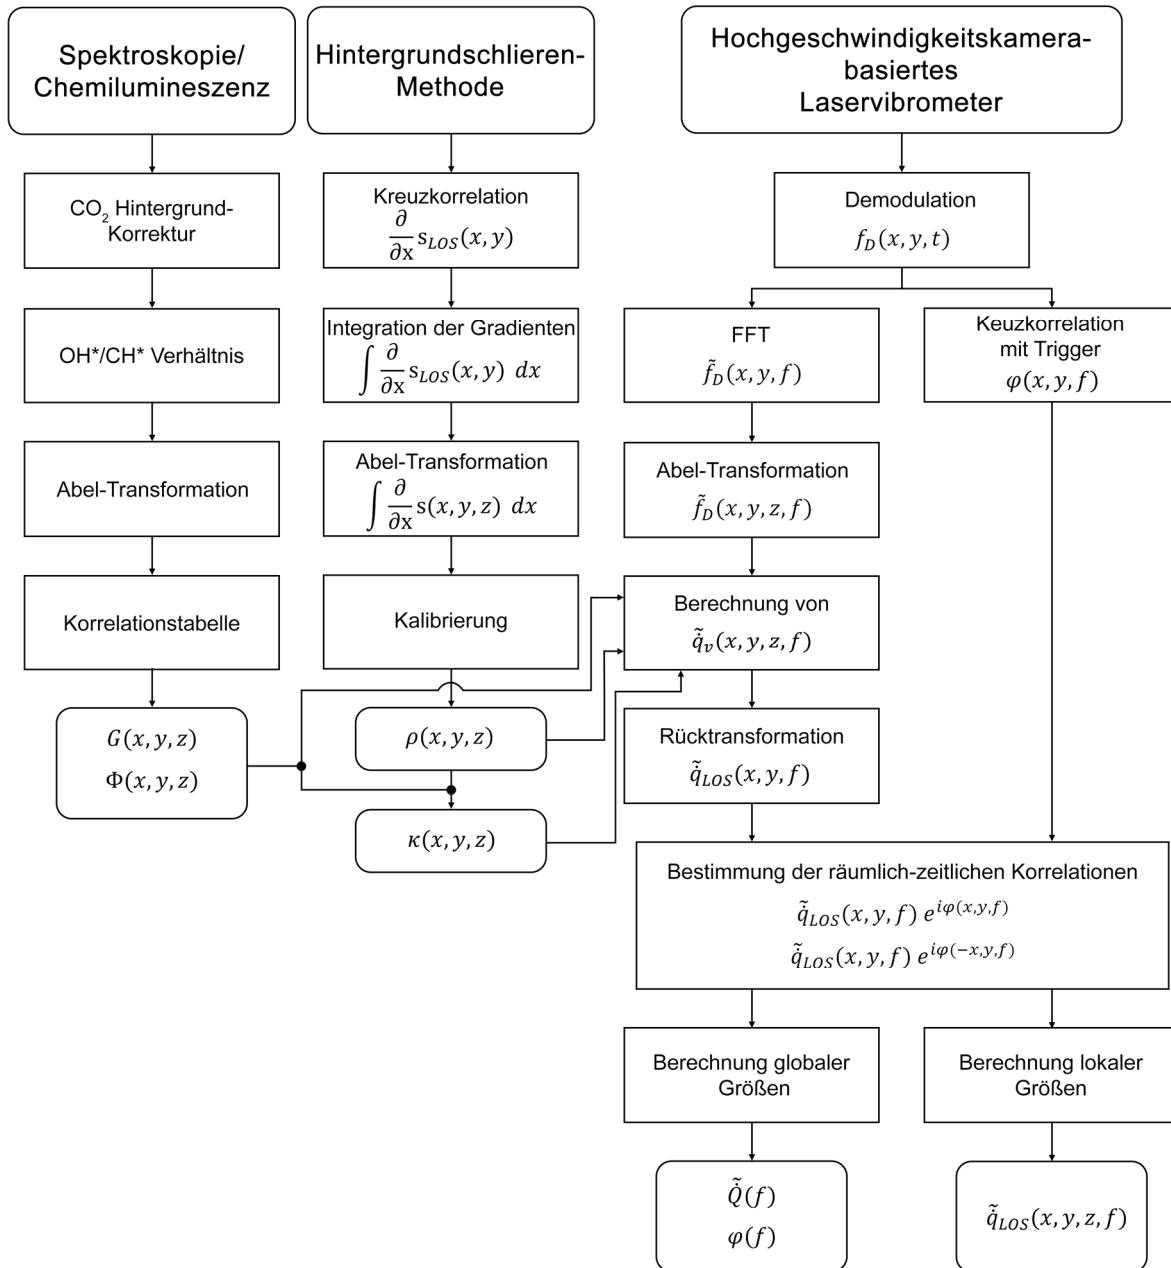 Spektroskopie/
Chemilumineszenz
CO₂ Hintergrund-
Korrektur
OH*/CH* Verhältnis
Abel-Transformation
Korrelationstabelle
G(x, y, z)
Φ(x, y, z)
Hintergrundschlieren-
Methode
Kreuzkorrelation
∂/∂x s_LOS(x, y)
Integration der Gradienten
∫ ∂/∂x s_LOS(x, y) dx
Abel-Transformation
∫ ∂/∂x s(x, y, z) dx
Kalibrierung
ρ(x, y, z)
κ(x, y, z)
Hochgeschwindigkeitskamera-
basiertes
Laservibrometer
Demodulation
f_D(x, y, t)
FFT
f̃_D(x, y, f)
Abel-Transformation
f̃_D(x, y, z, f)
Berechnung von
q̇̃_v(x, y, z, f)
Rücktransformation
q̇̃_LOS(x, y, f)
Keuzkorrelation
mit Trigger
φ(x, y, f)
Bestimmung der räumlich-zeitlichen Korrelationen
q̇̃_LOS(x, y, f) e^{iφ(x,y,f)}
q̇̃_LOS(x, y, f) e^{iφ(−x,y,f)}
Berechnung globaler
Größen
Q̇̃(f)
φ(f)
Berechnung lokaler
Größen
q̇̃_LOS(x, y, z, f)